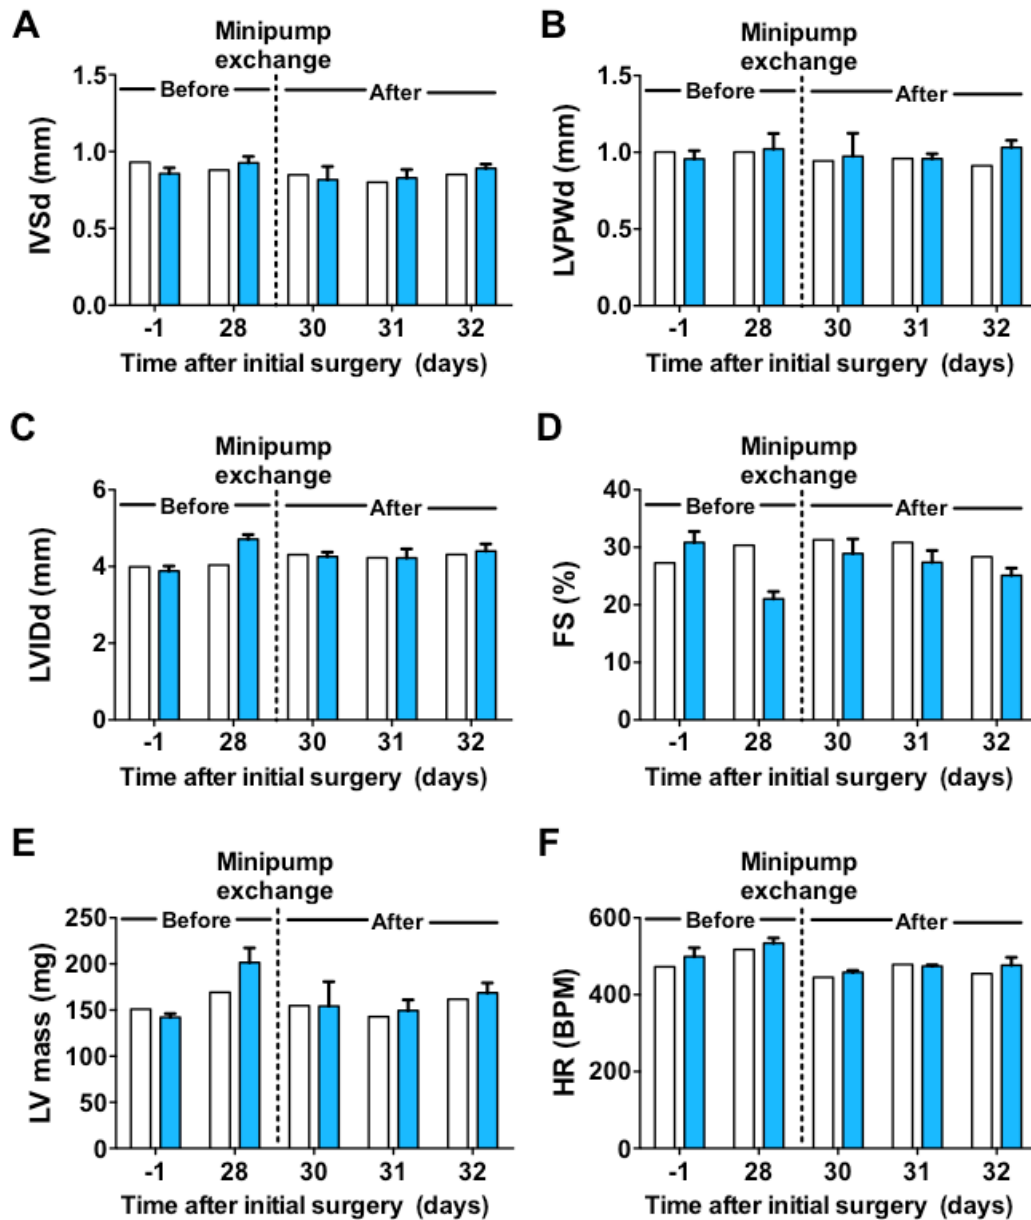 A
Minipump
exchange
Before
After
IVSd (mm)
1.5
1.0
0.5
0.0
-1 28 30 31 32
Time after initial surgery (days)
B
Minipump
exchange
Before
After
LVPWd (mm)
1.5
1.0
0.5
0.0
-1 28 30 31 32
Time after initial surgery (days)
C
Minipump
exchange
Before
After
LVIDd (mm)
6
4
2
0
-1 28 30 31 32
Time after initial surgery (days)
D
Minipump
exchange
Before
After
FS (%)
40
30
20
10
0
-1 28 30 31 32
Time after initial surgery (days)
E
Minipump
exchange
Before
After
LV mass (mg)
250
200
150
100
50
0
-1 28 30 31 32
Time after initial surgery (days)
F
Minipump
exchange
Before
After
HR (BPM)
600
400
200
0
-1 28 30 31 32
Time after initial surgery (days)